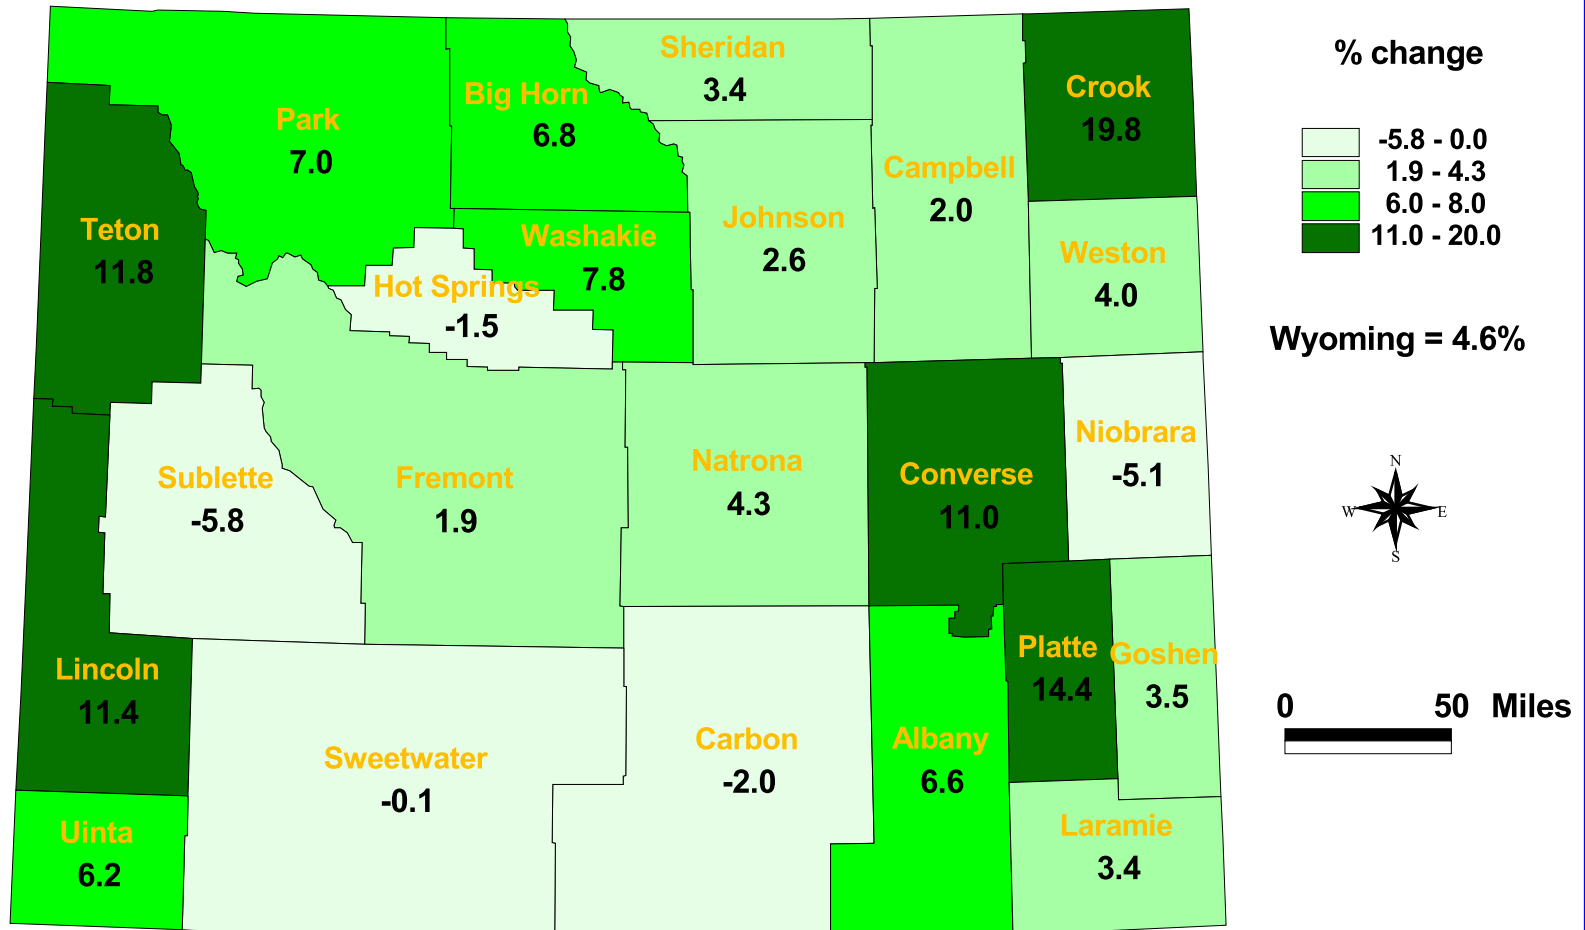 Sheridan
3.4
Crook
19.8
Big Horn
6.8
Park
7.0
Campbell
2.0
Johnson
2.6
Teton
11.8
Washakie
7.8
Weston
4.0
Hot Springs
-1.5
Niobrara
-5.1
Natrona
4.3
Converse
11.0
Sublette
-5.8
Fremont
1.9
Platte
14.4
Goshen
3.5
Lincoln
11.4
Carbon
-2.0
Albany
6.6
Sweetwater
-0.1
Uinta
6.2
Laramie
3.4
% change
-5.8 - 0.0
1.9 - 4.3
6.0 - 8.0
11.0 - 20.0
Wyoming = 4.6%
N
W E
S
0 50 Miles